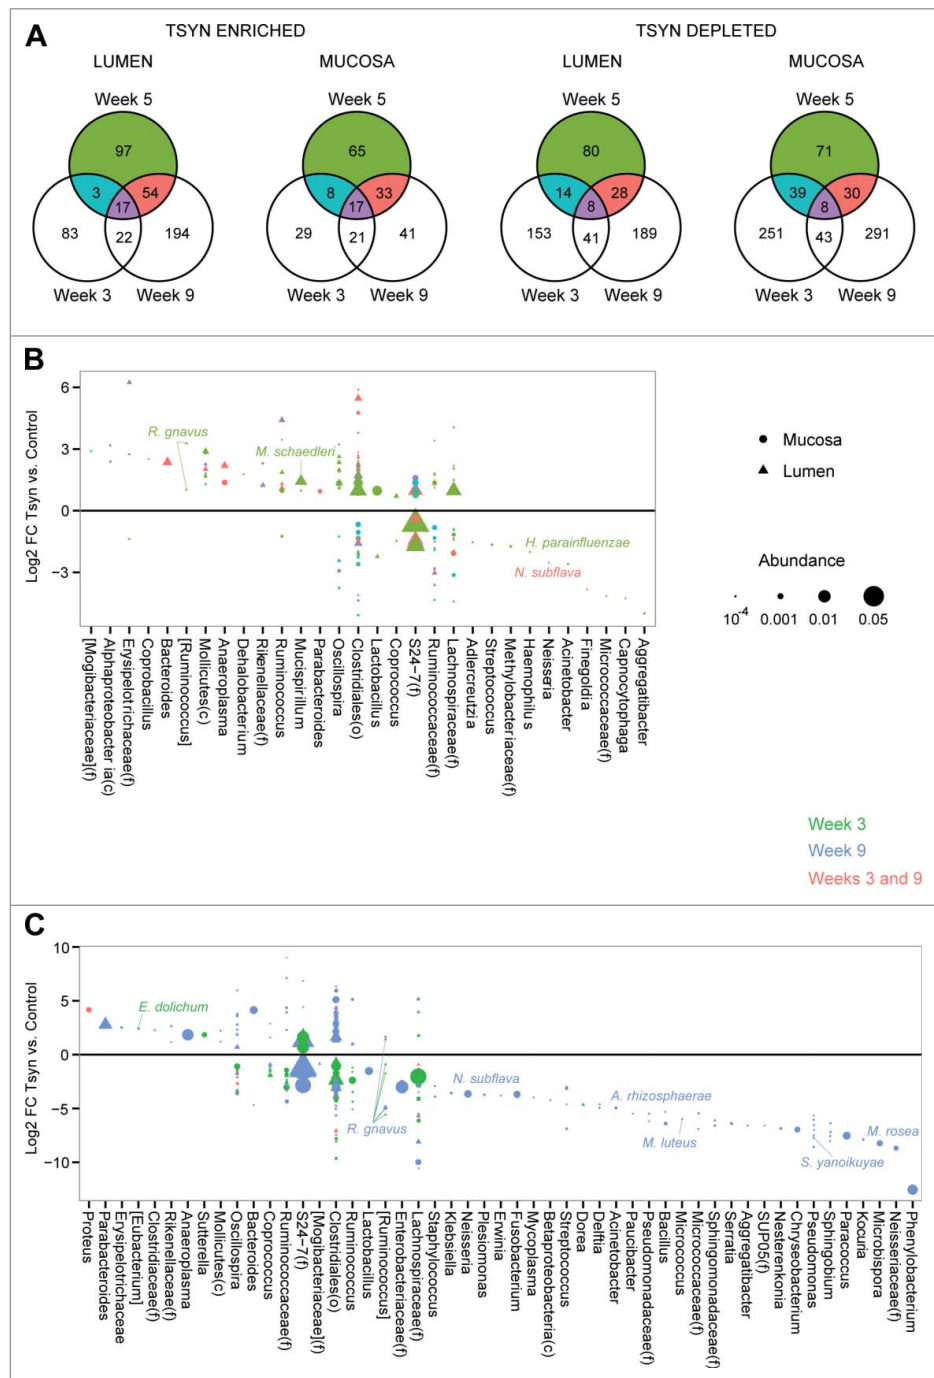 A
TSYN ENRICHED
TSYN DEPLETED
LUMEN
MUCOSA
LUMEN
MUCOSA
Week 5
Week 5
Week 5
Week 5
97
65
80
71
3
54
8
33
14
28
39
30
17
17
8
8
83
22
194
29
21
41
153
41
189
251
43
291
Week 3
Week 9
Week 3
Week 9
Week 3
Week 9
Week 3
Week 9
B
Log2 FC Tsyn vs. Control
6
3
0
−3
R. gnavus
M. schaedleri
H. parainfluenzae
N. subflava
Mucosa
Lumen
Abundance
10-4
0.001
0.01
0.05
[Mogibacteriaceae](f)
Alphaproteobacter ia(c)
Erysipelotrichaceae(f)
Coprobacillus
Bacteroides
[Ruminococcus]
Mollicutes(c)
Anaeroplasma
Dehalobacterium
Rikenellaceae(f)
Ruminococcus
Mucispirillum
Parabacteroides
Oscillospira
Clostridiales(o)
Lactobacillus
Coprococcus
S24−7(f)
Ruminococcaceae(f)
Lachnospiraceae(f)
Adlercreutzia
Streptococcus
Methylobacteriaceae(f)
Haemophilus
Neisseria
Acinetobacter
Finegoldia
Micrococcaceae(f)
Capnocytophaga
Aggregatibacter
Week 3
Week 9
Weeks 3 and 9
C
Log2 FC Tsyn vs. Control
10
5
0
−5
−10
E. dolichum
R. gnavus
N. subflava
A. rhizosphaerae
M. luteus
M. rosea
S. yanoikuyae
Proteus
Parabacteroides
Erysipelotrichaceae
[Eubacterium]
Clostridiaceae(f)
Rikenellaceae(f)
Anaeroplasma
Sutterella
Mollicutes(c)
Oscillospira
Bacteroides
Coprococcus
Ruminococcaceae(f)
S24−7(f)
[Mogibacteriaceae](f)
Clostridiales(o)
Ruminococcus
Lactobacillus
[Ruminococcus]
Enterobacteriaceae(f)
Lachnospiraceae(f)
Staphylococcus
Klebsiella
Neisseria
Plesiomonas
Erwinia
Fusobacterium
Mycoplasma
Betaproteobacteria(c)
Streptococcus
Dorea
Delftia
Acinetobacter
Paucibacter
Pseudomonadaceae(f)
Bacillus
Micrococcus
Micrococcaceae(f)
Sphingomonadaceae(f)
Serratia
Aggregatibacter
SUP05(f)
Nesterenkonia
Chryseobacterium
Pseudomonas
Sphingobium
Paracoccus
Kocuria
Microbispora
Neisseriaceae(f)
Phenylobacterium